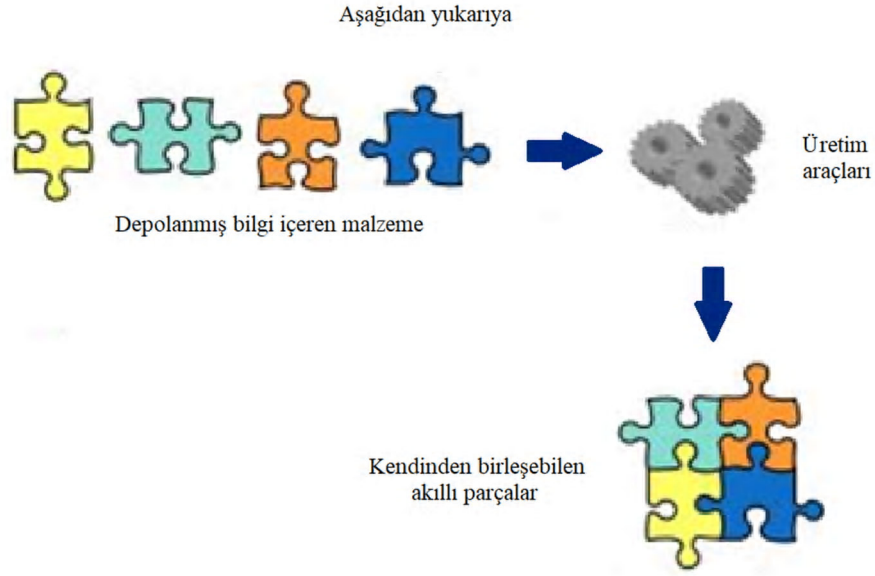 Aşağıdan yukarıya
Üretim
araçları
Depolanmış bilgi içeren malzeme
Kendinden birleşebilen
akıllı parçalar